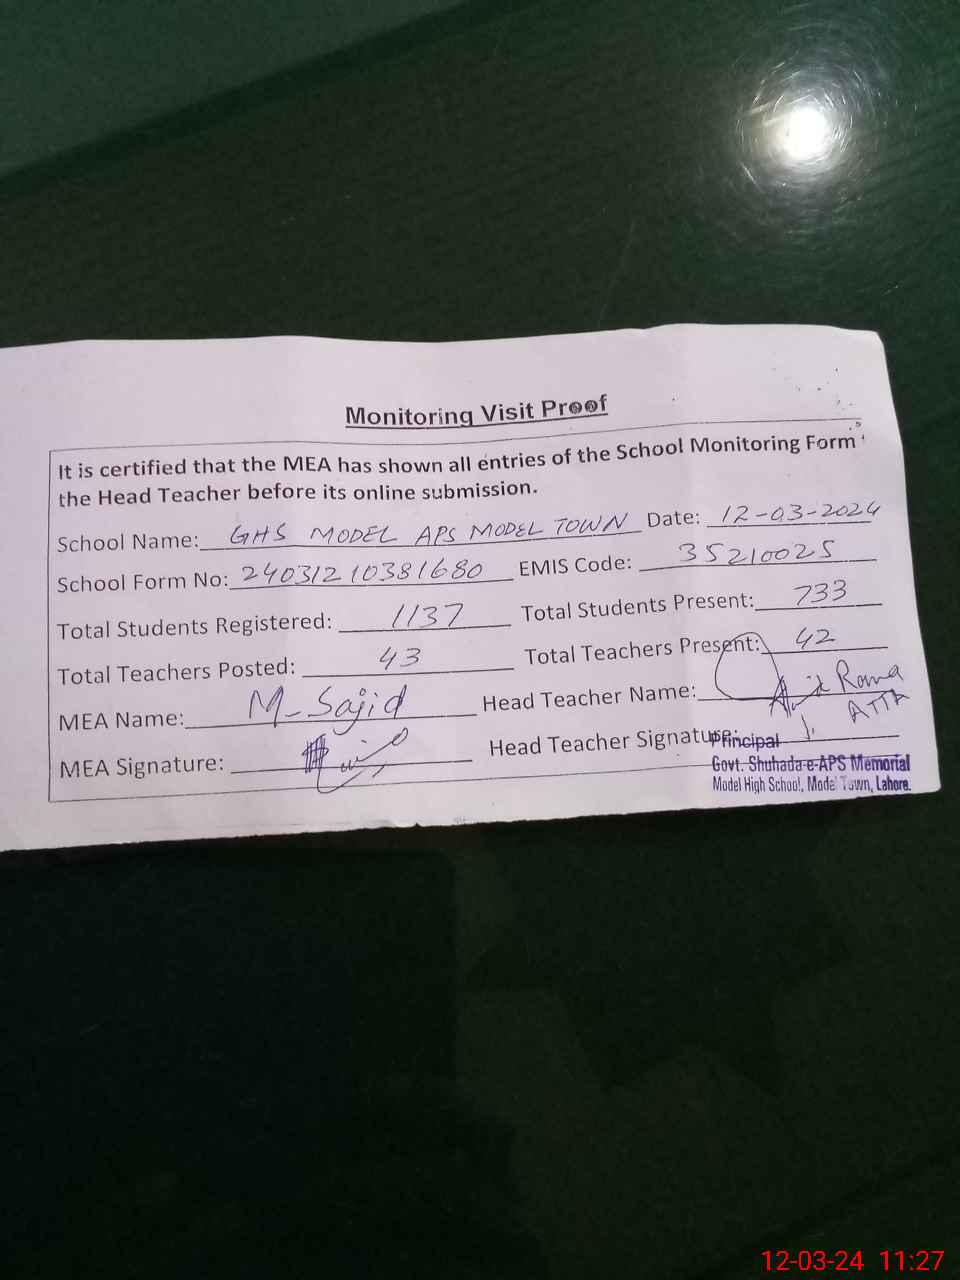 Monitoring Visit Proof
It is certified that the MEA has shown all entries of the School Monitoring Form
the Head Teacher before its online submission.
School Name: GHS MODEL APS MODEL TOWN Date: 12-03-2024
School Form No: 24031210381680 EMIS Code: 35210025
Total Students Registered: 1137 Total Students Present: 733
Total Teachers Posted: 43 Total Teachers Present: 42
MEA Name: M-Sajid Head Teacher Name: Rama
ATTA
MEA Signature: Head Teacher Signature:
Principal
Govt. Shuhada-e-APS Memorial
Model High School, Model Town, Lahore.
12-03-24 11:27